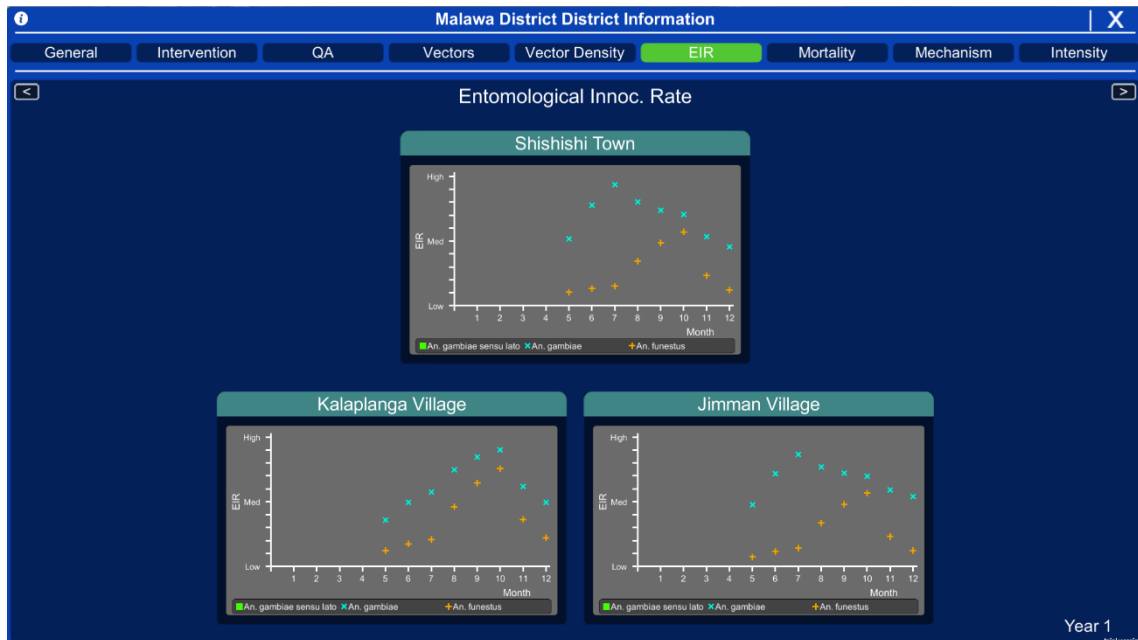 Malawa District District Information
X
General Intervention QA Vectors Vector Density EIR Mortality Mechanism Intensity
< Entomological Innoc. Rate >
Shishishi Town
High
Med
Low
EIR
1 2 3 4 5 6 7 8 9 10 11 12
Month
An. gambiae sensu lato An. gambiae An. funestus
Kalaplanga Village
High
Med
Low
EIR
1 2 3 4 5 6 7 8 9 10 11 12
Month
An. gambiae sensu lato An. gambiae An. funestus
Jimman Village
High
Med
Low
EIR
1 2 3 4 5 6 7 8 9 10 11 12
Month
An. gambiae sensu lato An. gambiae An. funestus
Year 1